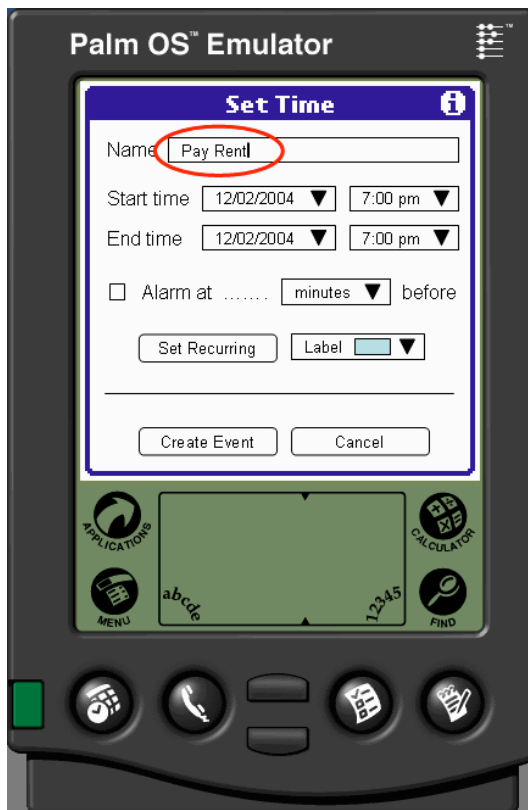 Palm OS™ Emulator
™
Set Time
i
Name Pay Rent
Start time 12/02/2004 7:00 pm
End time 12/02/2004 7:00 pm
Alarm at ....... minutes before
Set Recurring Label
Create Event Cancel
APPLICATIONS
CALCULATOR
MENU
abcde
12345
FIND